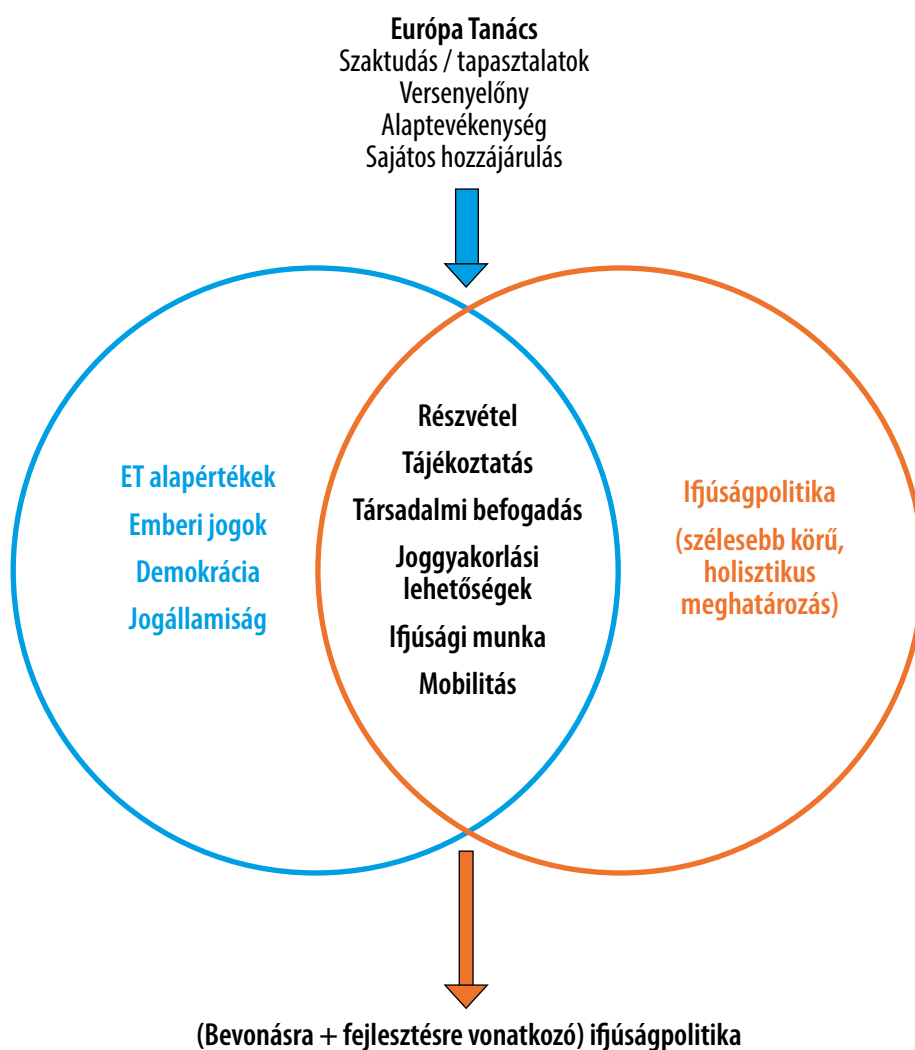 Európa Tanács
Szaktudás / tapasztalatok
Versenyelőny
Alaptevékenység
Sajátos hozzájárulás
ET alapértékek
Emberi jogok
Demokrácia
Jogállamiság
Részvétel
Tájékoztatás
Társadalmi befogadás
Joggyakorlási
lehetőségek
Ifjúsági munka
Mobilitás
Ifjúságpolitika
(szélesebb körű,
holisztikus
meghatározás)
(Bevonásra + fejlesztésre vonatkozó) ifjúságpolitika